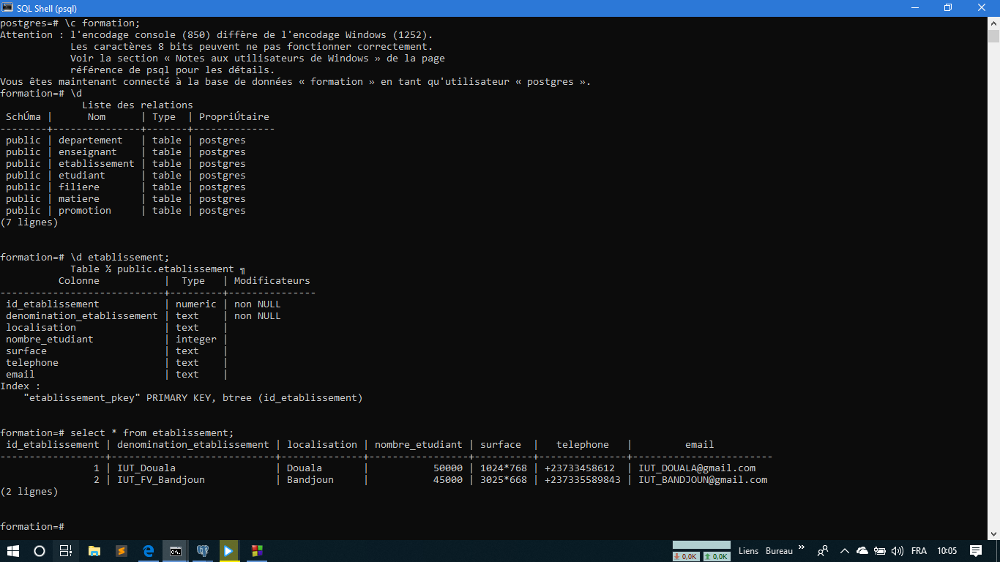 SQL Shell (psql)
postgres=# \c formation;
Attention : l'encodage console (850) diffère de l'encodage Windows (1252).
            Les caractères 8 bits peuvent ne pas fonctionner correctement.
            Voir la section « Notes aux utilisateurs de Windows » de la page
            référence de psql pour les détails.
Vous êtes maintenant connecté à la base de données « formation » en tant qu'utilisateur « postgres ».
formation=# \d
              Liste des relations
 SchÚma |      Nom      | Type  | PropriÚtaire
--------+---------------+-------+--------------
 public | departement   | table | postgres
 public | enseignant    | table | postgres
 public | etablissement | table | postgres
 public | etudiant      | table | postgres
 public | filiere       | table | postgres
 public | matiere       | table | postgres
 public | promotion     | table | postgres
(7 lignes)
formation=# \d etablissement;
            Table ½ public.etablissement ╗
          Colonne           |  Type   | Modificateurs
----------------------------+---------+---------------
 id_etablissement           | numeric | non NULL
 denomination_etablissement | text    | non NULL
 localisation               | text    |
 nombre_etudiant            | integer |
 surface                    | text    |
 telephone                  | text    |
 email                      | text    |
Index :
    "etablissement_pkey" PRIMARY KEY, btree (id_etablissement)
formation=# select * from etablissement;
 id_etablissement | denomination_etablissement | localisation | nombre_etudiant | surface  |   telephone   |         email
------------------+----------------------------+--------------+-----------------+----------+---------------+------------------------
                1 | IUT_Douala                 | Douala       |           50000 | 1024*768 | +23733458612  | IUT_DOUALA@gmail.com
                2 | IUT_FV_Bandjoun            | Bandjoun     |           45000 | 3025*668 | +237335589843 | IUT_BANDJOUN@gmail.com
(2 lignes)
formation=#
0,0K 0,0K Liens Bureau » FRA 10:05